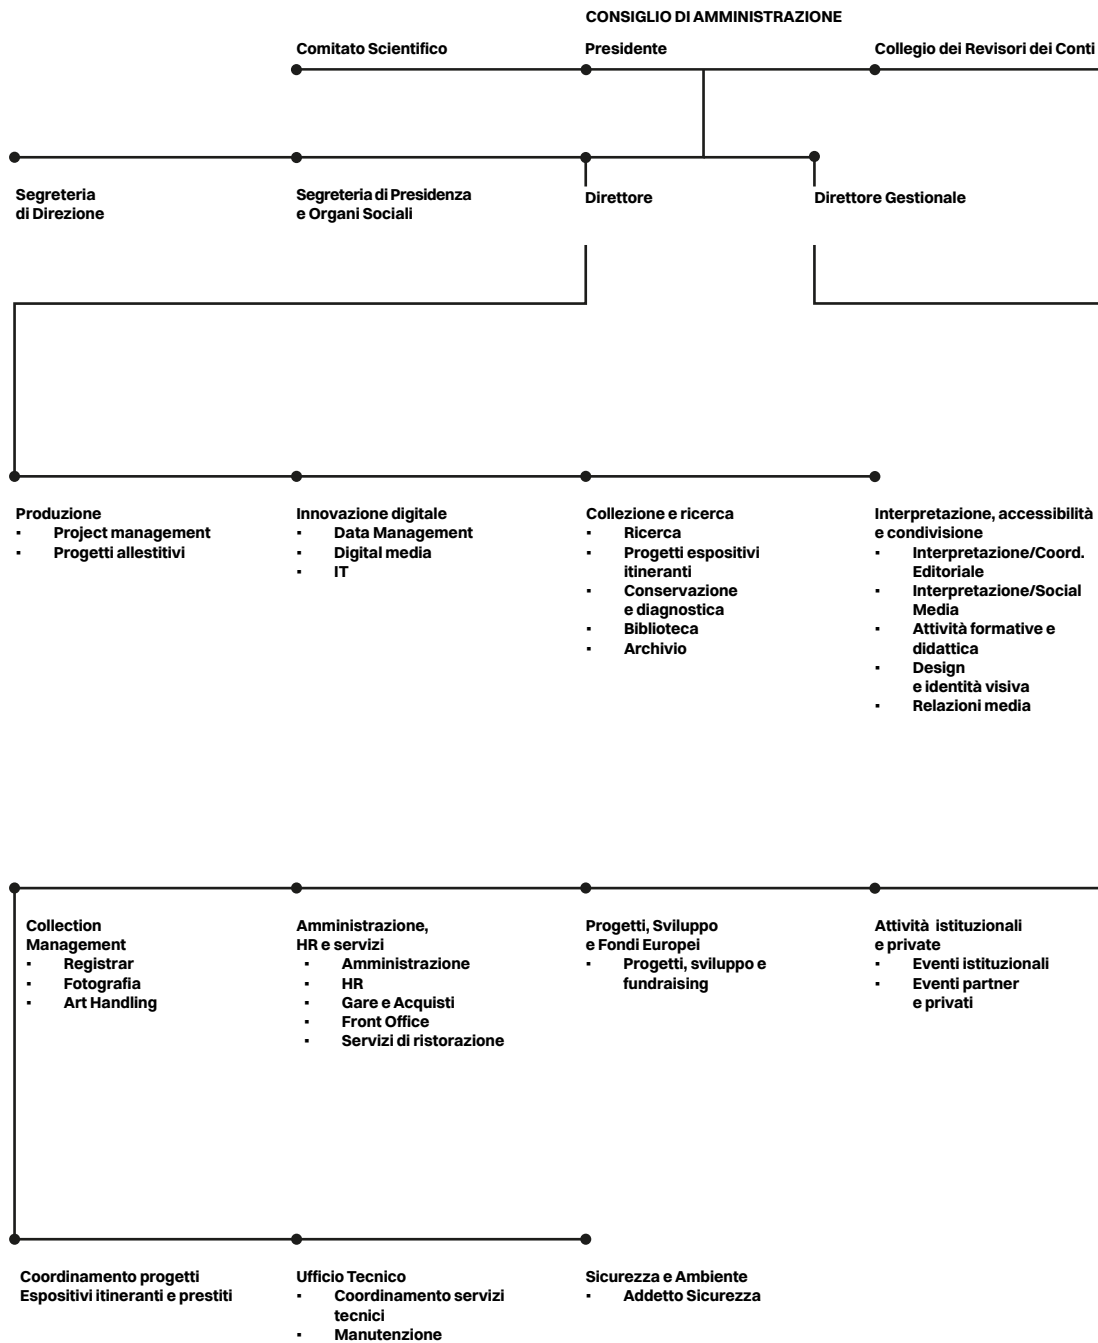 CONSIGLIO DI AMMINISTRAZIONE
Comitato Scientifico
Presidente
Collegio dei Revisori dei Conti
Segreteria
di Direzione
Segreteria di Presidenza
e Organi Sociali
Direttore
Direttore Gestionale
Produzione
▪ Project management
▪ Progetti allestitivi
Innovazione digitale
▪ Data Management
▪ Digital media
▪ IT
Collezione e ricerca
▪ Ricerca
▪ Progetti espositivi
itineranti
▪ Conservazione
e diagnostica
▪ Biblioteca
▪ Archivio
Interpretazione, accessibilità
e condivisione
▪ Interpretazione/Coord.
Editoriale
▪ Interpretazione/Social
Media
▪ Attività formative e
didattica
▪ Design
e identità visiva
▪ Relazioni media
Collection
Management
▪ Registrar
▪ Fotografia
▪ Art Handling
Amministrazione,
HR e servizi
▪ Amministrazione
▪ HR
▪ Gare e Acquisti
▪ Front Office
▪ Servizi di ristorazione
Progetti, Sviluppo
e Fondi Europei
▪ Progetti, sviluppo e
fundraising
Attività istituzionali
e private
▪ Eventi istituzionali
▪ Eventi partner
e privati
Coordinamento progetti
Espositivi itineranti e prestiti
Ufficio Tecnico
▪ Coordinamento servizi
tecnici
▪ Manutenzione
Sicurezza e Ambiente
▪ Addetto Sicurezza